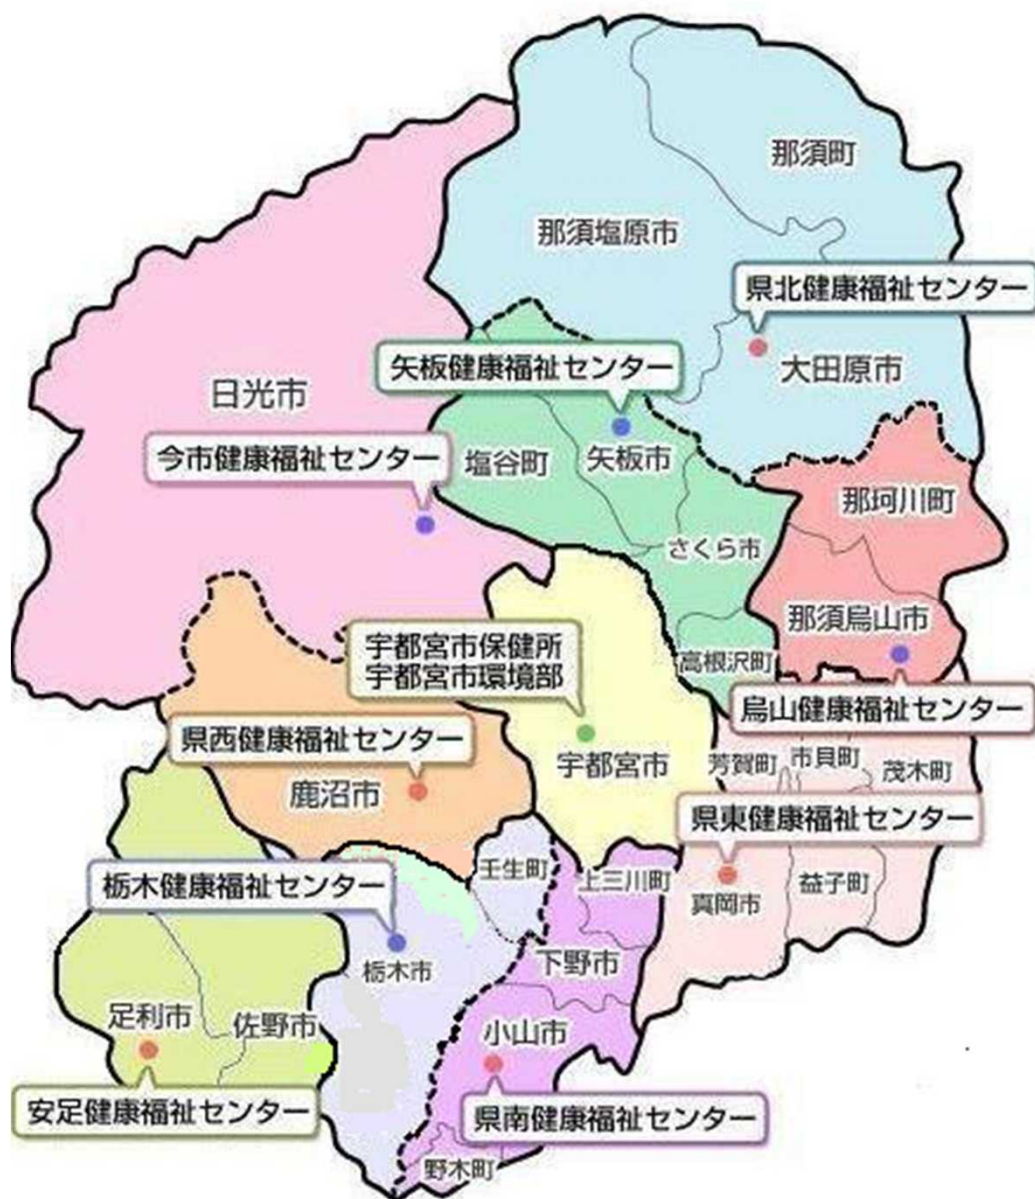 那須町
那須塩原市
県北健康福祉センター
矢板健康福祉センター
大田原市
日光市
今市健康福祉センター
塩谷町
矢板市
那珂川町
さくら市
那須烏山市
宇都宮市保健所
宇都宮市環境部
高根沢町
烏山健康福祉センター
県西健康福祉センター
宇都宮市
芳賀町
市貝町
茂木町
鹿沼市
県東健康福祉センター
栃木健康福祉センター
壬生町
上三川町
真岡市
益子町
栃木市
下野市
足利市
佐野市
小山市
安足健康福祉センター
県南健康福祉センター
野木町